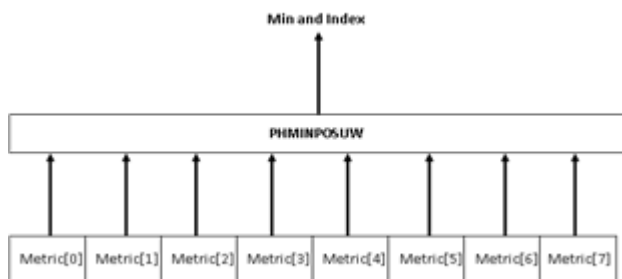 Min and Index
PHMINPOSUW
Metric[0] Metric[1] Metric[2] Metric[3] Metric[4] Metric[5] Metric[6] Metric[7]